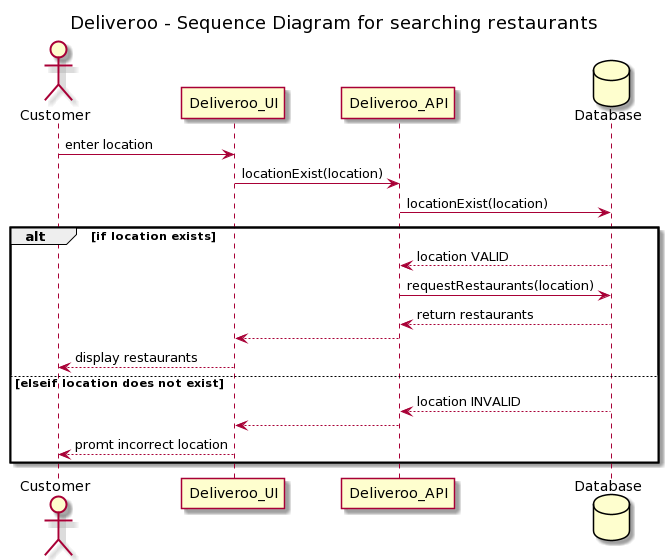 Deliveroo - Sequence Diagram for searching restaurants
Customer
Deliveroo_UI
Deliveroo_API
Database
enter location
locationExist(location)
locationExist(location)
alt
[if location exists]
location VALID
requestRestaurants(location)
return restaurants
display restaurants
[elseif location does not exist]
location INVALID
promt incorrect location
Customer
Deliveroo_UI
Deliveroo_API
Database